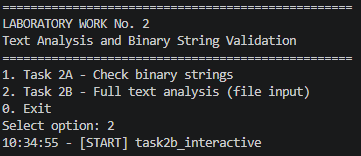 ==================================================
LABORATORY WORK No. 2
Text Analysis and Binary String Validation
==================================================
1. Task 2A - Check binary strings
2. Task 2B - Full text analysis (file input)
0. Exit
Select option: 2
10:34:55 - [START] task2b_interactive